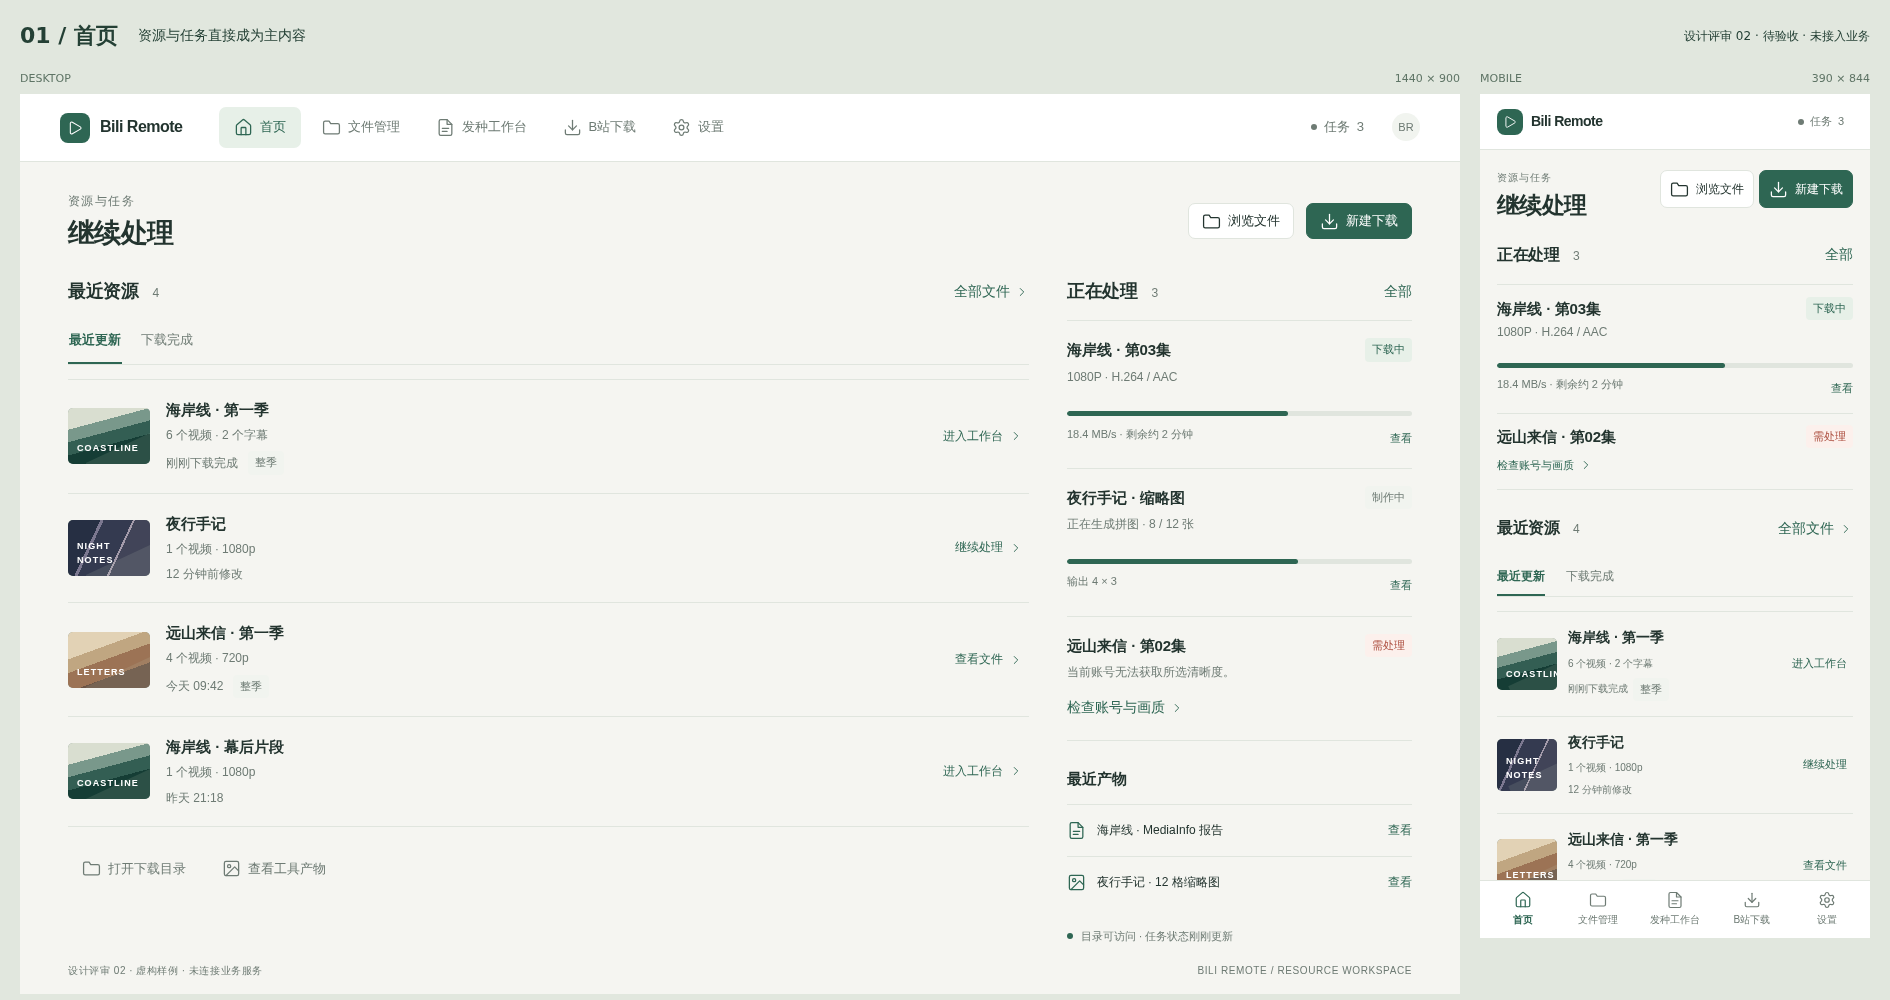 01 / 首页 资源与任务直接成为主内容
设计评审 02 · 待验收 · 未接入业务
DESKTOP
1440 × 900
Bili Remote
首页
文件管理
发种工作台
B站下载
设置
任务 3
BR
资源与任务
继续处理
浏览文件
新建下载
最近资源 4
全部文件
最近更新
下载完成
COASTLINE
海岸线 · 第一季
6 个视频 · 2 个字幕
刚刚下载完成 整季
进入工作台
NIGHT
NOTES
夜行手记
1 个视频 · 1080p
12 分钟前修改
继续处理
LETTERS
远山来信 · 第一季
4 个视频 · 720p
今天 09:42 整季
查看文件
COASTLINE
海岸线 · 幕后片段
1 个视频 · 1080p
昨天 21:18
进入工作台
打开下载目录
查看工具产物
正在处理 3
全部
海岸线 · 第03集
下载中
1080P · H.264 / AAC
18.4 MB/s · 剩余约 2 分钟
查看
夜行手记 · 缩略图
制作中
正在生成拼图 · 8 / 12 张
输出 4 × 3
查看
远山来信 · 第02集
需处理
当前账号无法获取所选清晰度。
检查账号与画质
最近产物
海岸线 · MediaInfo 报告
查看
夜行手记 · 12 格缩略图
查看
目录可访问 · 任务状态刚刚更新
设计评审 02 · 虚构样例 · 未连接业务服务
BILI REMOTE / RESOURCE WORKSPACE
MOBILE
390 × 844
Bili Remote
任务 3
资源与任务
继续处理
浏览文件
新建下载
正在处理 3
全部
海岸线 · 第03集
下载中
1080P · H.264 / AAC
18.4 MB/s · 剩余约 2 分钟
查看
远山来信 · 第02集
需处理
检查账号与画质
最近资源 4
全部文件
最近更新
下载完成
COASTLIN
海岸线 · 第一季
6 个视频 · 2 个字幕
刚刚下载完成 整季
进入工作台
NIGHT
NOTES
夜行手记
1 个视频 · 1080p
12 分钟前修改
继续处理
LETTERS
远山来信 · 第一季
4 个视频 · 720p
查看文件
首页
文件管理
发种工作台
B站下载
设置